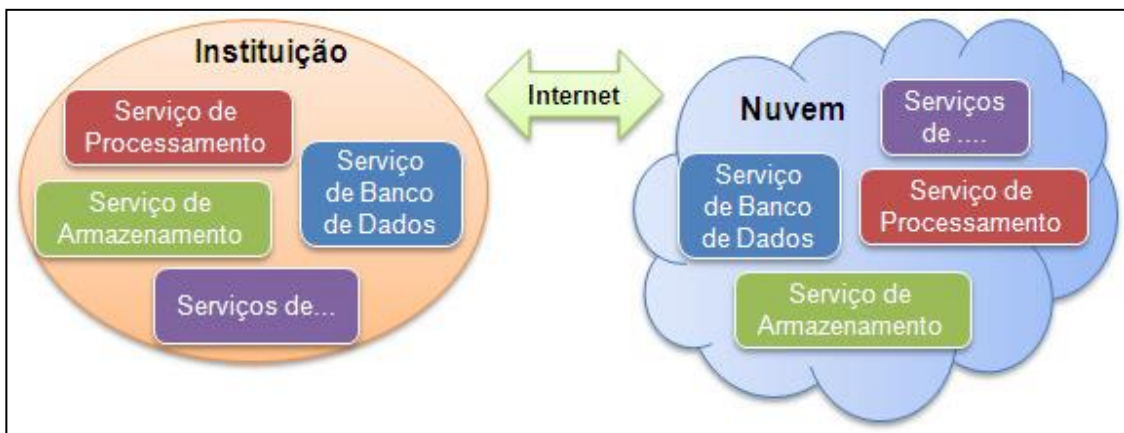 Instituição
Serviço de
Processamento
Serviço
de Banco
de Dados
Serviço de
Armazenamento
Serviços de...
Internet
Nuvem
Serviços
de ....
Serviço
de Banco
de Dados
Serviço de
Processamento
Serviço de
Armazenamento